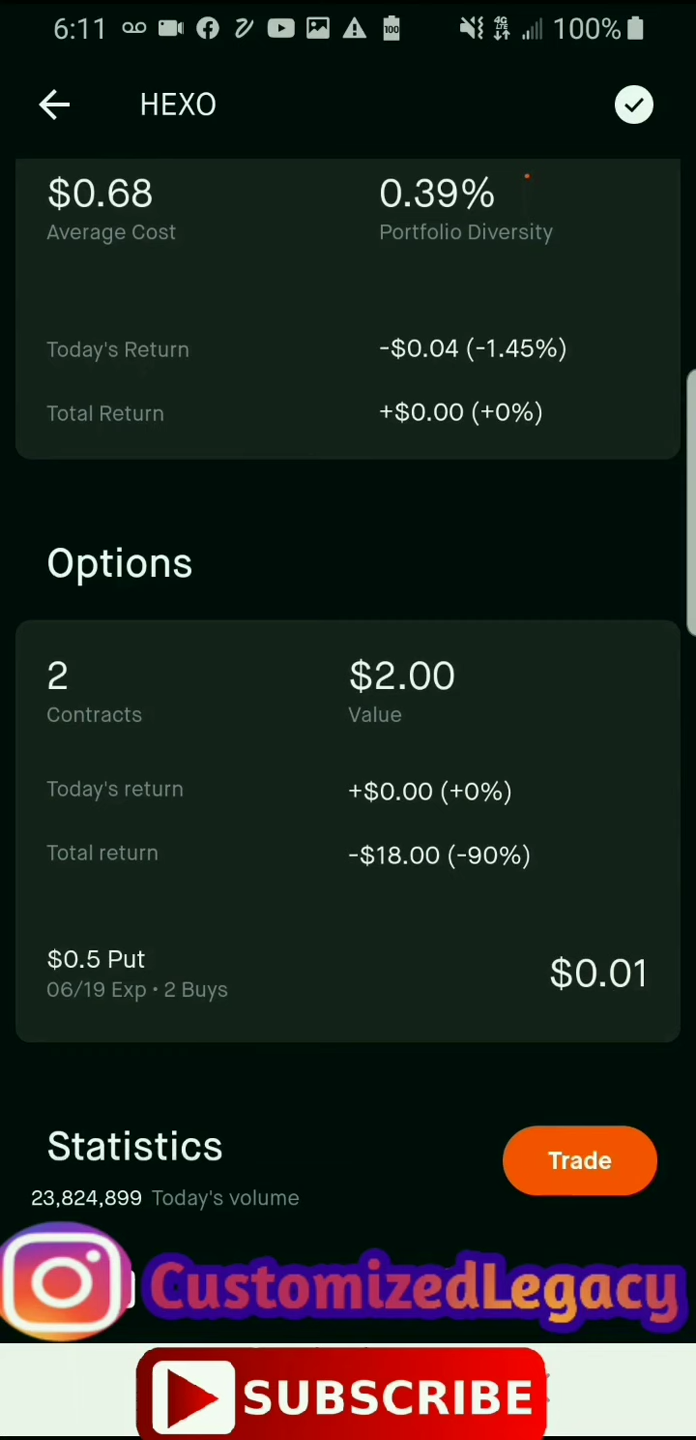 6:11 100 4G LTE 100%
HEXO
$0.68 0.39%
Average Cost Portfolio Diversity
Today's Return -$0.04 (-1.45%)
Total Return +$0.00 (+0%)
Options
2 $2.00
Contracts Value
Today's return +$0.00 (+0%)
Total return -$18.00 (-90%)
$0.5 Put $0.01
06/19 Exp • 2 Buys
Statistics Trade
23,824,899 Today's volume
CustomizedLegacy
SUBSCRIBE